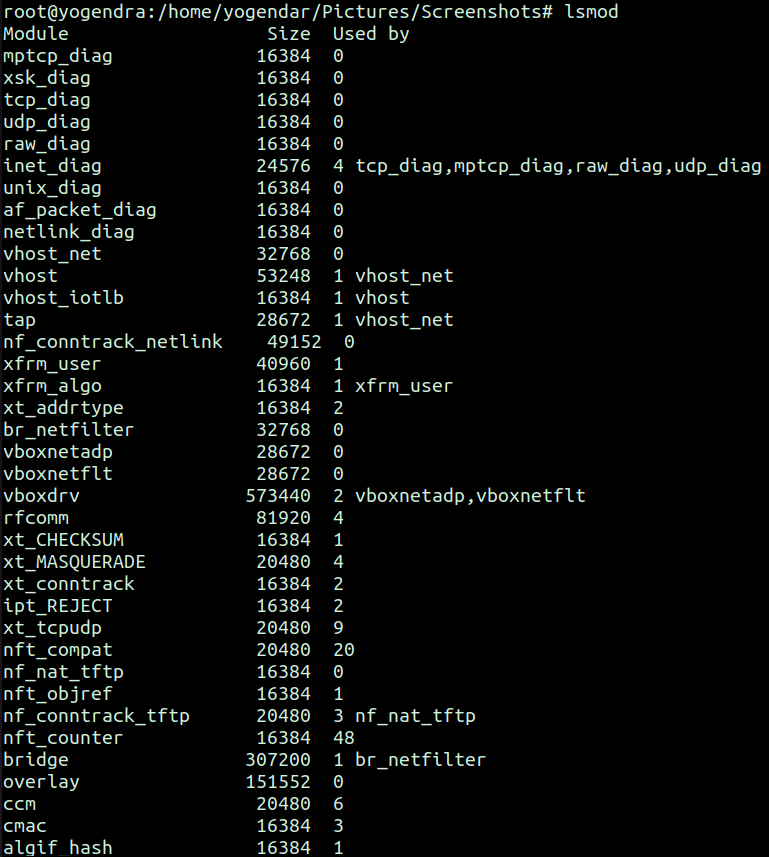 root@yogendra:/home/yogendar/Pictures/Screenshots# lsmod
Module                  Size  Used by
mptcp_diag             16384  0
xsk_diag               16384  0
tcp_diag               16384  0
udp_diag               16384  0
raw_diag               16384  0
inet_diag              24576  4 tcp_diag,mptcp_diag,raw_diag,udp_diag
unix_diag              16384  0
af_packet_diag         16384  0
netlink_diag           16384  0
vhost_net              32768  0
vhost                  53248  1 vhost_net
vhost_iotlb            16384  1 vhost
tap                    28672  1 vhost_net
nf_conntrack_netlink    49152  0
xfrm_user              40960  1
xfrm_algo              16384  1 xfrm_user
xt_addrtype            16384  2
br_netfilter           32768  0
vboxnetadp             28672  0
vboxnetflt             28672  0
vboxdrv               573440  2 vboxnetadp,vboxnetflt
rfcomm                 81920  4
xt_CHECKSUM            16384  1
xt_MASQUERADE          20480  4
xt_conntrack           16384  2
ipt_REJECT             16384  2
xt_tcpudp              20480  9
nft_compat             20480  20
nf_nat_tftp            16384  0
nft_objref             16384  1
nf_conntrack_tftp      20480  3 nf_nat_tftp
nft_counter            16384  48
bridge                307200  1 br_netfilter
overlay               151552  0
ccm                    20480  6
cmac                   16384  3
algif_hash             16384  1